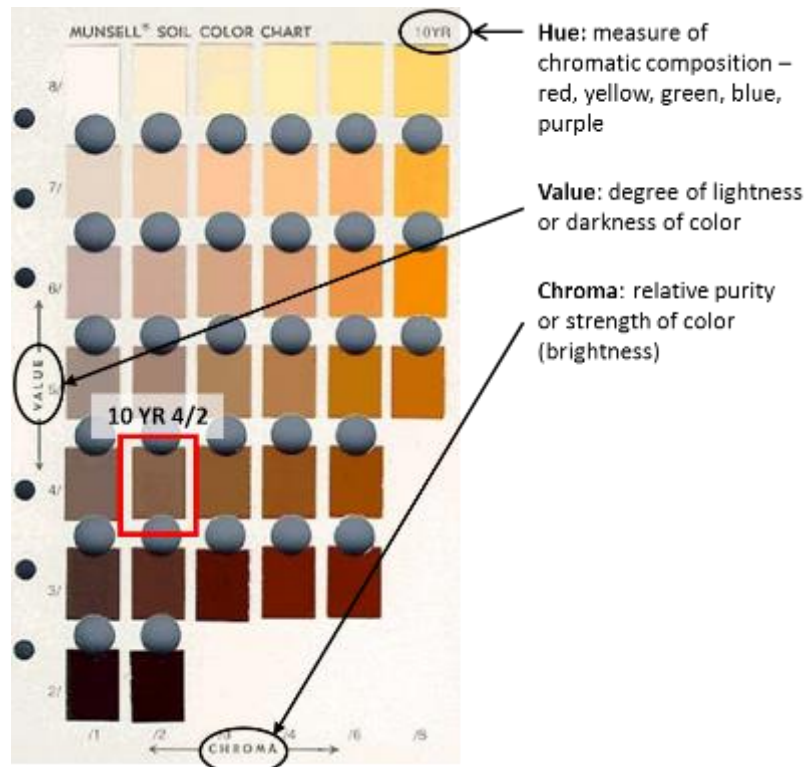 MUNSELL® SOIL COLOR CHART
10YR
Hue: measure of
chromatic composition –
red, yellow, green, blue,
purple
Value: degree of lightness
or darkness of color
Chroma: relative purity
or strength of color
(brightness)
8/
7/
6/
5/
VALUE
10 YR 4/2
4/
3/
2/
/1 /2 /3 /4 /6 /8
CHROMA